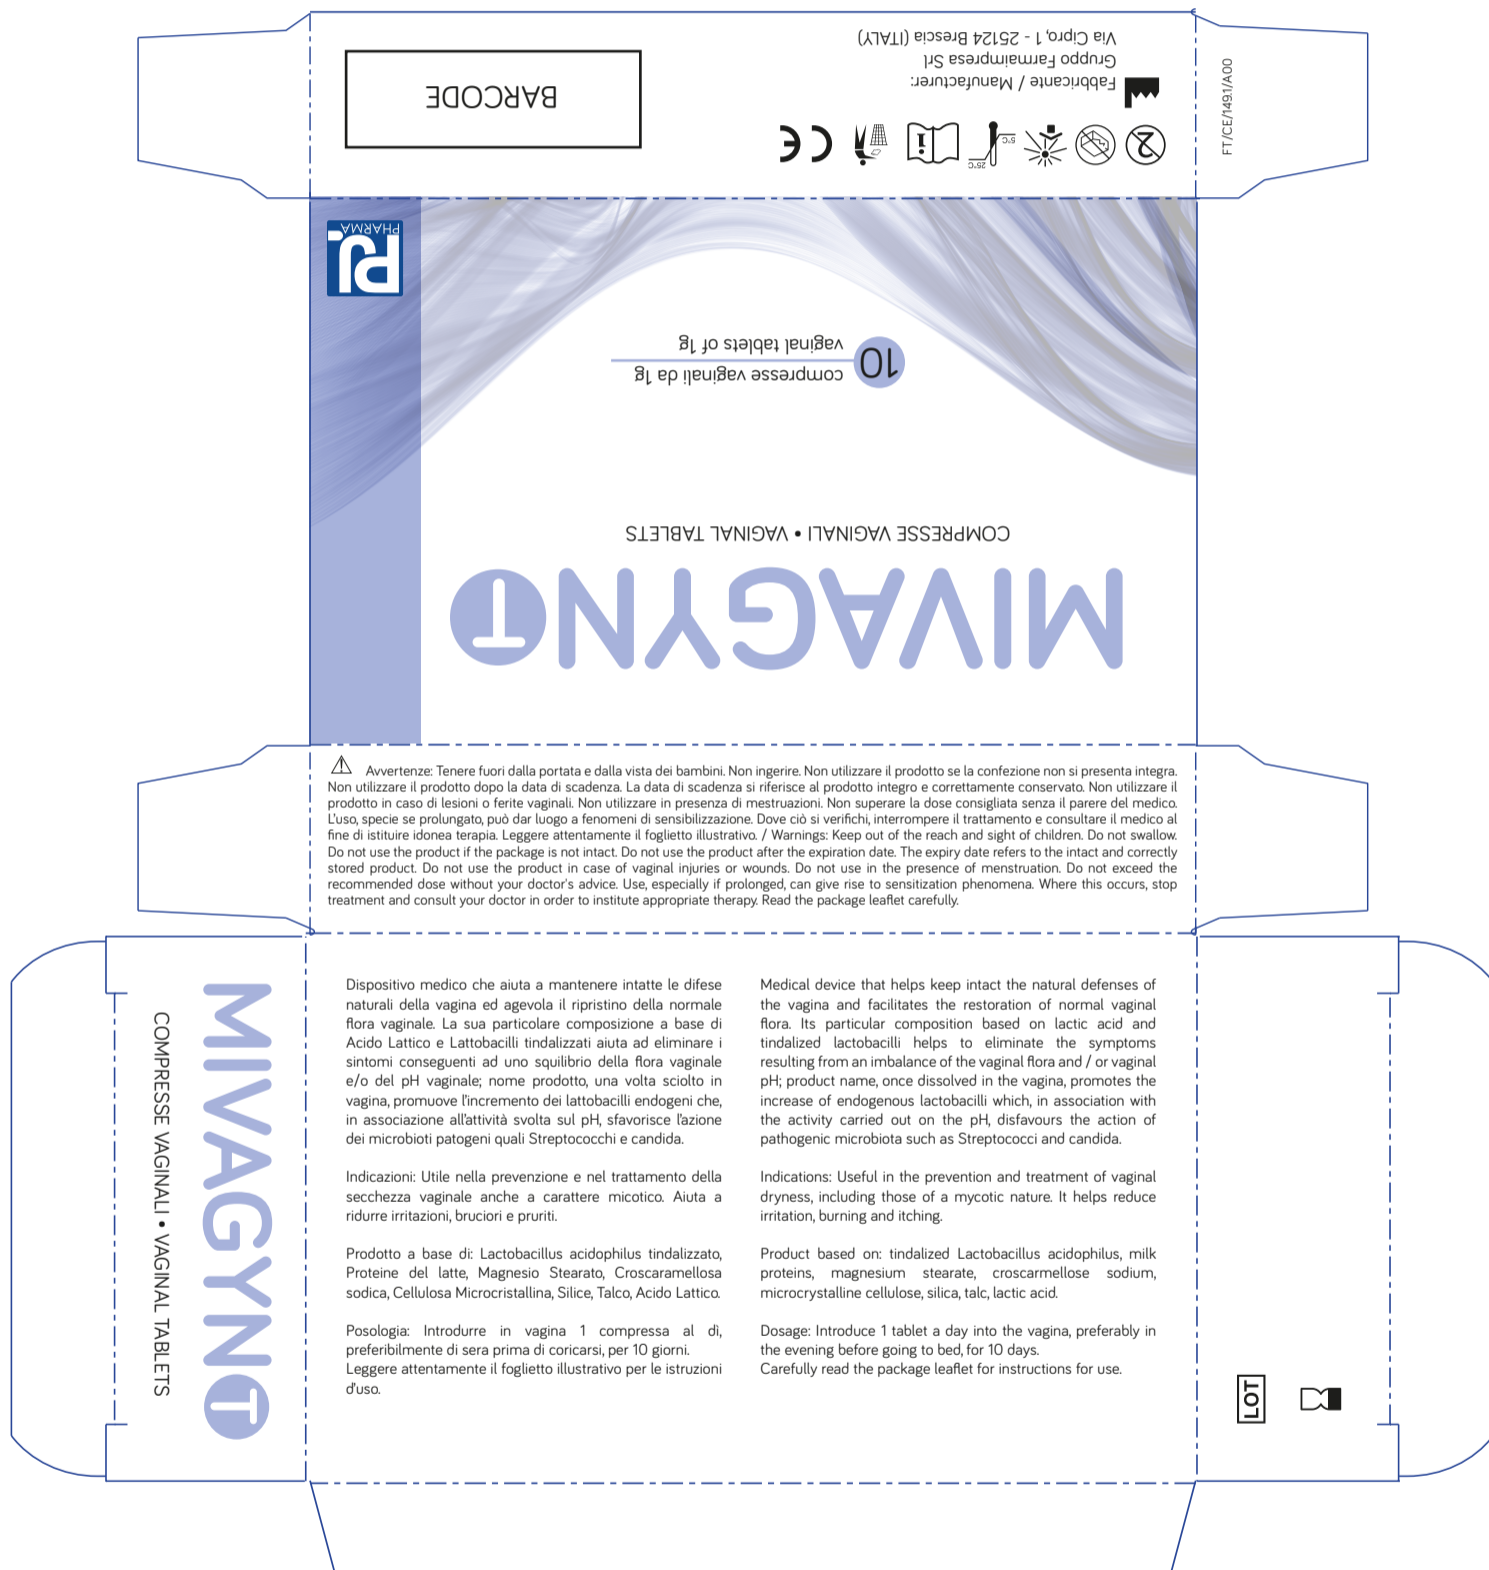 BARCODE
Fabbricante / Manufacturer:
Gruppo Farmaimpresa Srl
Via Cipro, 1 - 25124 Brescia (ITALY)
2
5°C
25°C
i
CE
FT/CE/149.1/A00
MIVAGYN T
COMPRESSE VAGINALI • VAGINAL TABLETS
10
compresse vaginali da 1g
vaginal tablets of 1g
PJ
PHARMA
Avvertenze: Tenere fuori dalla portata e dalla vista dei bambini. Non ingerire. Non utilizzare il prodotto se la confezione non si presenta integra.
Non utilizzare il prodotto dopo la data di scadenza. La data di scadenza si riferisce al prodotto integro e correttamente conservato. Non utilizzare il
prodotto in caso di lesioni o ferite vaginali. Non utilizzare in presenza di mestruazioni. Non superare la dose consigliata senza il parere del medico.
L'uso, specie se prolungato, può dar luogo a fenomeni di sensibilizzazione. Dove ciò si verifichi, interrompere il trattamento e consultare il medico al
fine di istituire idonea terapia. Leggere attentamente il foglietto illustrativo. / Warnings: Keep out of the reach and sight of children. Do not swallow.
Do not use the product if the package is not intact. Do not use the product after the expiration date. The expiry date refers to the intact and correctly
stored product. Do not use the product in case of vaginal injuries or wounds. Do not use in the presence of menstruation. Do not exceed the
recommended dose without your doctor's advice. Use, especially if prolonged, can give rise to sensitization phenomena. Where this occurs, stop
treatment and consult your doctor in order to institute appropriate therapy. Read the package leaflet carefully.
MIVAGYN T
COMPRESSE VAGINALI • VAGINAL TABLETS
Dispositivo medico che aiuta a mantenere intatte le difese
naturali della vagina ed agevola il ripristino della normale
flora vaginale. La sua particolare composizione a base di
Acido Lattico e Lattobacilli tindalizzati aiuta ad eliminare i
sintomi conseguenti ad uno squilibrio della flora vaginale
e/o del pH vaginale; nome prodotto, una volta sciolto in
vagina, promuove l'incremento dei lattobacilli endogeni che,
in associazione all'attività svolta sul pH, sfavorisce l'azione
dei microbioti patogeni quali Streptococchi e candida.
Indicazioni: Utile nella prevenzione e nel trattamento della
secchezza vaginale anche a carattere micotico. Aiuta a
ridurre irritazioni, bruciori e pruriti.
Prodotto a base di: Lactobacillus acidophilus tindalizzato,
Proteine del latte, Magnesio Stearato, Croscaramellosa
sodica, Cellulosa Microcristallina, Silice, Talco, Acido Lattico.
Posologia: Introdurre in vagina 1 compressa al dì,
preferibilmente di sera prima di coricarsi, per 10 giorni.
Leggere attentamente il foglietto illustrativo per le istruzioni
d'uso.
Medical device that helps keep intact the natural defenses of
the vagina and facilitates the restoration of normal vaginal
flora. Its particular composition based on lactic acid and
tindalized lactobacilli helps to eliminate the symptoms
resulting from an imbalance of the vaginal flora and / or vaginal
pH; product name, once dissolved in the vagina, promotes the
increase of endogenous lactobacilli which, in association with
the activity carried out on the pH, disfavours the action of
pathogenic microbiota such as Streptococci and candida.
Indications: Useful in the prevention and treatment of vaginal
dryness, including those of a mycotic nature. It helps reduce
irritation, burning and itching.
Product based on: tindalized Lactobacillus acidophilus, milk
proteins, magnesium stearate, croscarmellose sodium,
microcrystalline cellulose, silica, talc, lactic acid.
Dosage: Introduce 1 tablet a day into the vagina, preferably in
the evening before going to bed, for 10 days.
Carefully read the package leaflet for instructions for use.
LOT